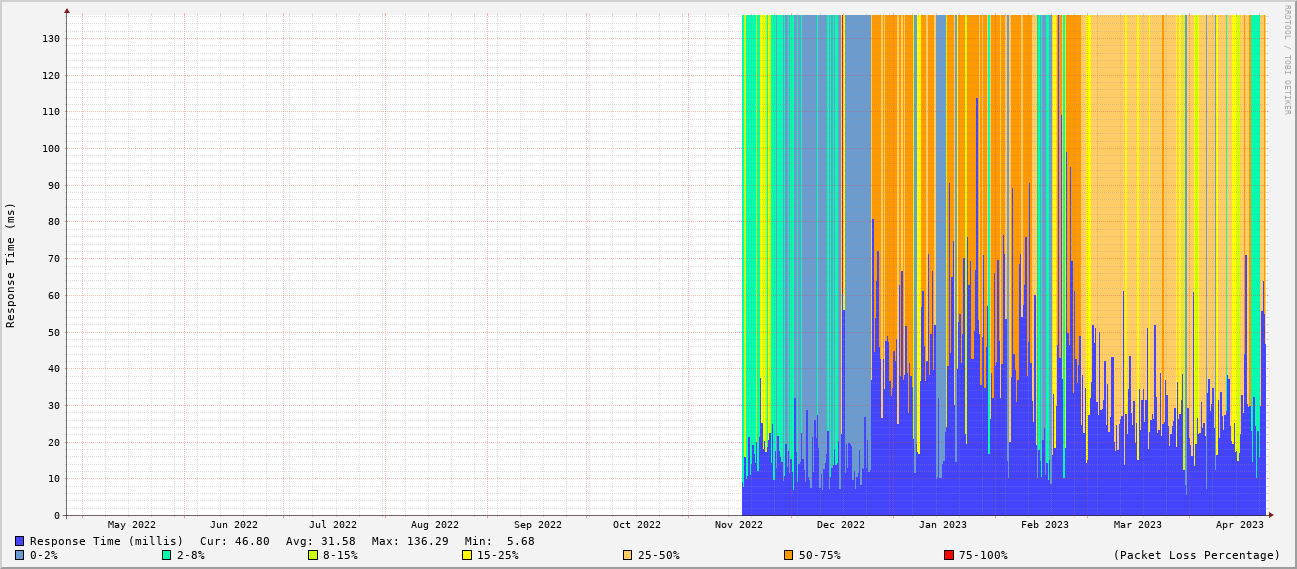 RRDTOOL / TOBI OETIKER
Response Time (ms)
130
120
110
100
90
80
70
60
50
40
30
20
10
0
May 2022 Jun 2022 Jul 2022 Aug 2022 Sep 2022 Oct 2022 Nov 2022 Dec 2022 Jan 2023 Feb 2023 Mar 2023 Apr 2023
Response Time (millis) Cur: 46.80 Avg: 31.58 Max: 136.29 Min: 5.68
0-2% 2-8% 8-15% 15-25% 25-50% 50-75% 75-100% (Packet Loss Percentage)